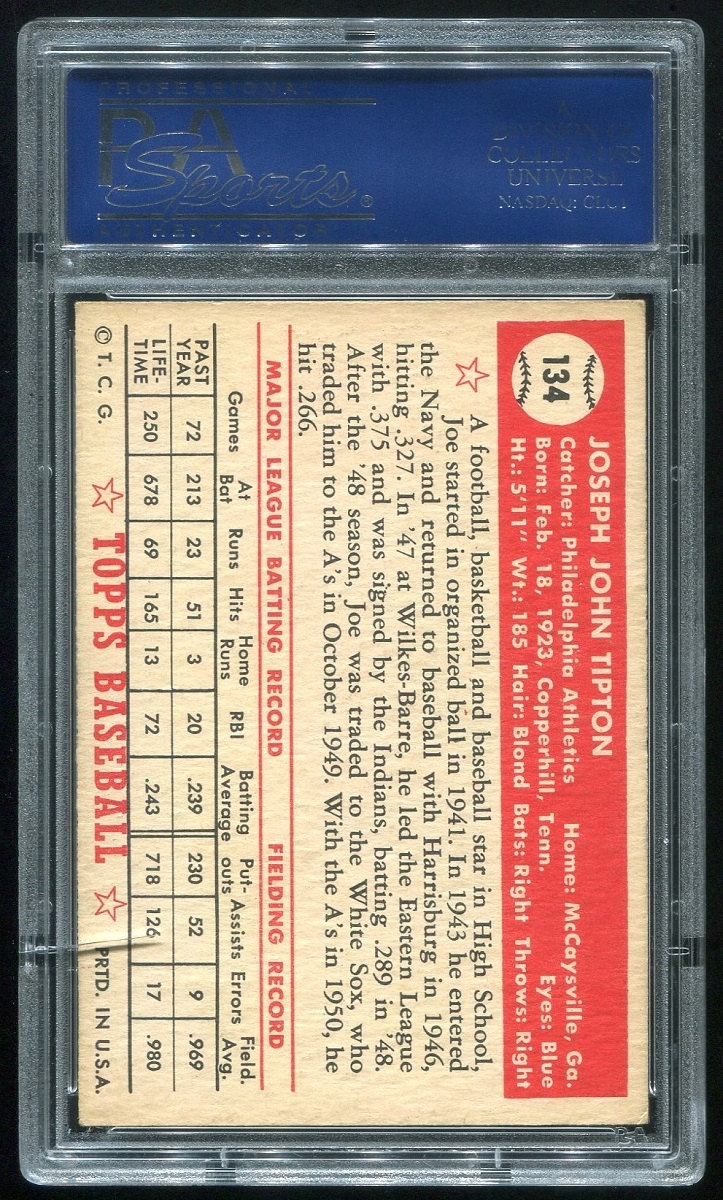 PROFESSIONAL
PSA
Sports®
AUTHENTICATOR
A
DIVISION OF
COLLECTORS
UNIVERSE
NASDAQ: CLCT
134
JOSEPH JOHN TIPTON
Catcher: Philadelphia Athletics Home: McCaysville, Ga.
Born: Feb. 18, 1923, Copperhill, Tenn. Eyes: Blue
Ht.: 5'11" Wt.: 185 Hair: Blond Bats: Right Throws: Right
A football, basketball and baseball star in High School,
Joe started in organized ball in 1941. In 1943 he entered
the Navy and returned to baseball with Harrisburg in 1946,
hitting .327. In '47 at Wilkes-Barre, he led the Eastern League
with .375 and was signed by the Indians, batting .289 in '48.
After the '48 season, Joe was traded to the White Sox, who
traded him to the A's in October 1949. With the A's in 1950, he
hit .266.
MAJOR LEAGUE BATTING RECORD FIELDING RECORD
Games At Bat Runs Hits Home Runs RBI Batting Average Put-outs Assists Errors Field. Avg.
PAST YEAR 72 213 23 51 3 20 .239 230 52 9 .969
LIFE-TIME 250 678 69 165 13 72 .243 718 126 17 .980
© T. C. G. TOPPS BASEBALL PRTD. IN U.S.A.
PSA